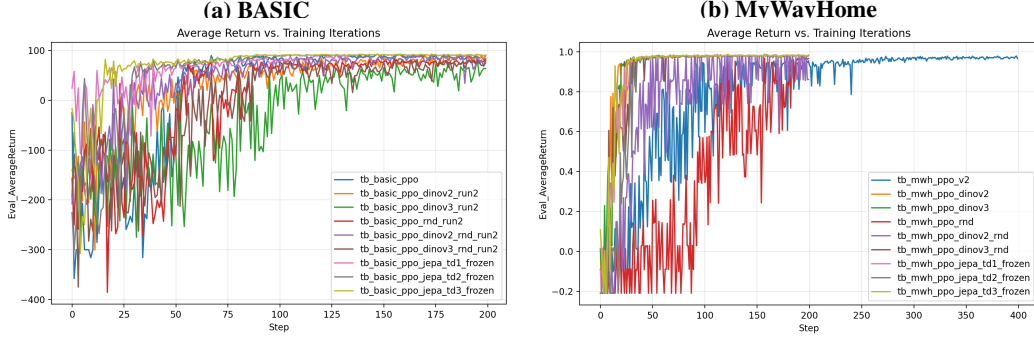 (a) BASIC
Average Return vs. Training Iterations
100
0
−100
−200
−300
−400
Eval_AverageReturn
tb_basic_ppo
tb_basic_ppo_dinov2_run2
tb_basic_ppo_dinov3_run2
tb_basic_ppo_rnd_run2
tb_basic_ppo_dinov2_rnd_run2
tb_basic_ppo_dinov3_rnd_run2
tb_basic_ppo_jepa_td1_frozen
tb_basic_ppo_jepa_td2_frozen
tb_basic_ppo_jepa_td3_frozen
0 25 50 75 100 125 150 175 200
Step
(b) MyWayHome
Average Return vs. Training Iterations
1.0
0.8
0.6
0.4
0.2
0.0
−0.2
Eval_AverageReturn
tb_mwh_ppo_v2
tb_mwh_ppo_dinov2
tb_mwh_ppo_dinov3
tb_mwh_ppo_rnd
tb_mwh_ppo_dinov2_rnd
tb_mwh_ppo_dinov3_rnd
tb_mwh_ppo_jepa_td1_frozen
tb_mwh_ppo_jepa_td2_frozen
tb_mwh_ppo_jepa_td3_frozen
0 50 100 150 200 250 300 350 400
Step